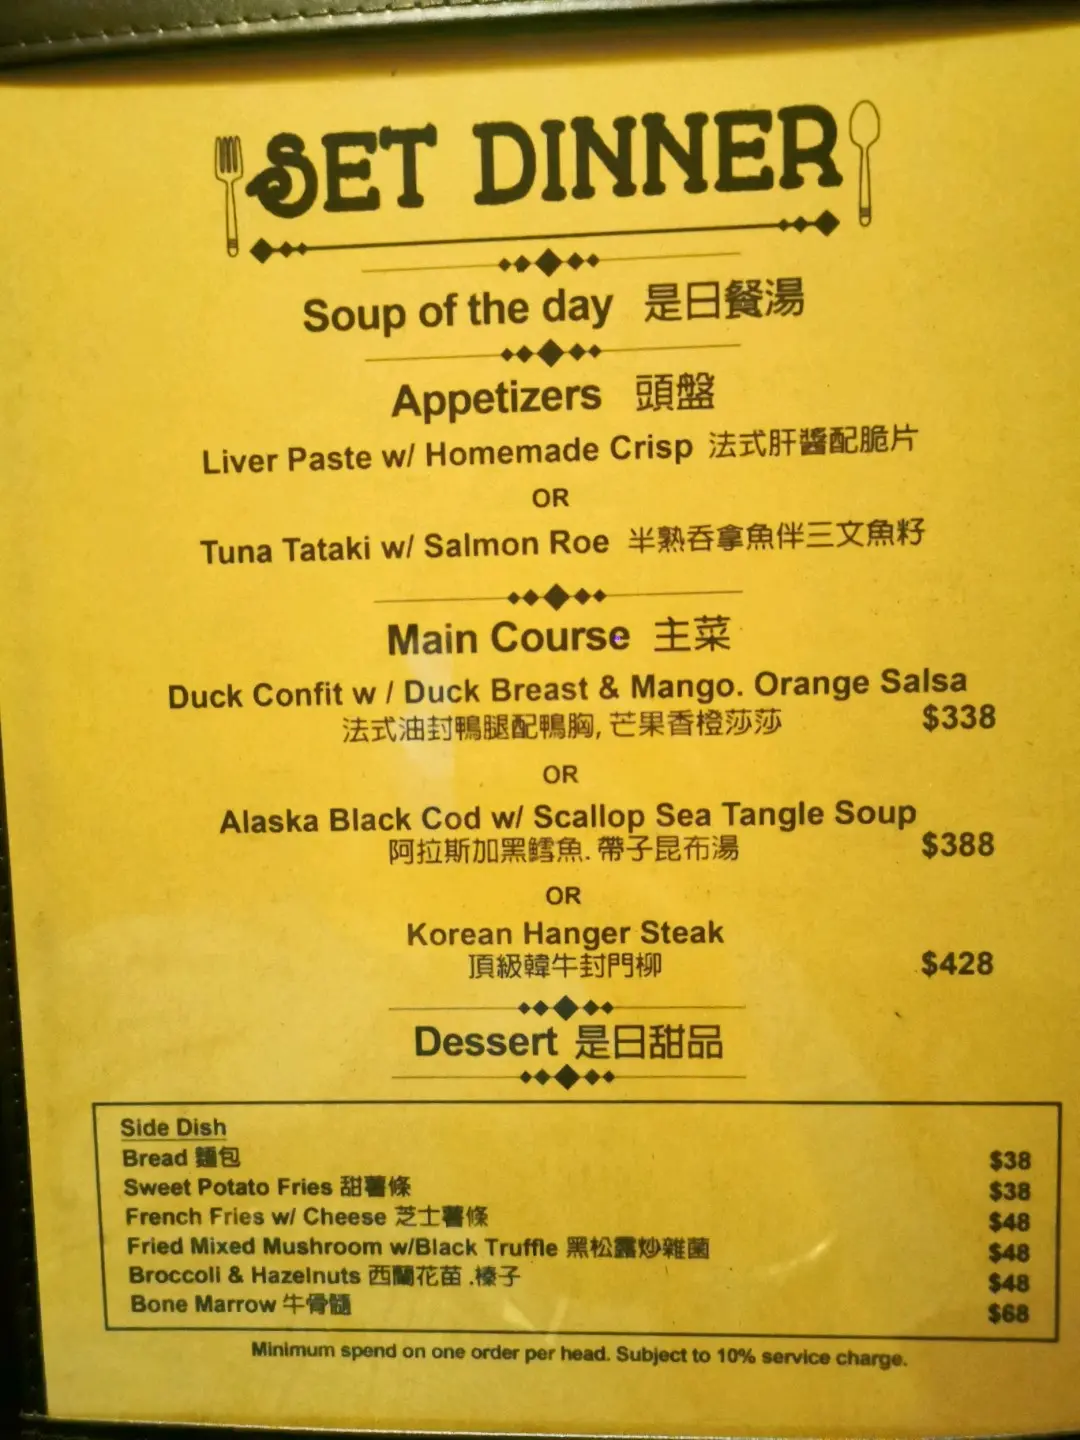 SET DINNER
Soup of the day 是日餐湯
Appetizers 頭盤
Liver Paste w/ Homemade Crisp 法式肝醬配脆片
OR
Tuna Tataki w/ Salmon Roe 半熟吞拿魚伴三文魚籽
Main Course 主菜
Duck Confit w / Duck Breast & Mango. Orange Salsa
法式油封鴨腿配鴨胸, 芒果香橙莎莎 $338
OR
Alaska Black Cod w/ Scallop Sea Tangle Soup
阿拉斯加黑鱈魚. 帶子昆布湯 $388
OR
Korean Hanger Steak
頂級韓牛封門柳 $428
Dessert 是日甜品
Side Dish
Bread 麵包 $38
Sweet Potato Fries 甜薯條 $38
French Fries w/ Cheese 芝士薯條 $48
Fried Mixed Mushroom w/Black Truffle 黑松露炒雜菌 $48
Broccoli & Hazelnuts 西蘭花苗 .榛子 $48
Bone Marrow 牛骨髓 $68
Minimum spend on one order per head. Subject to 10% service charge.